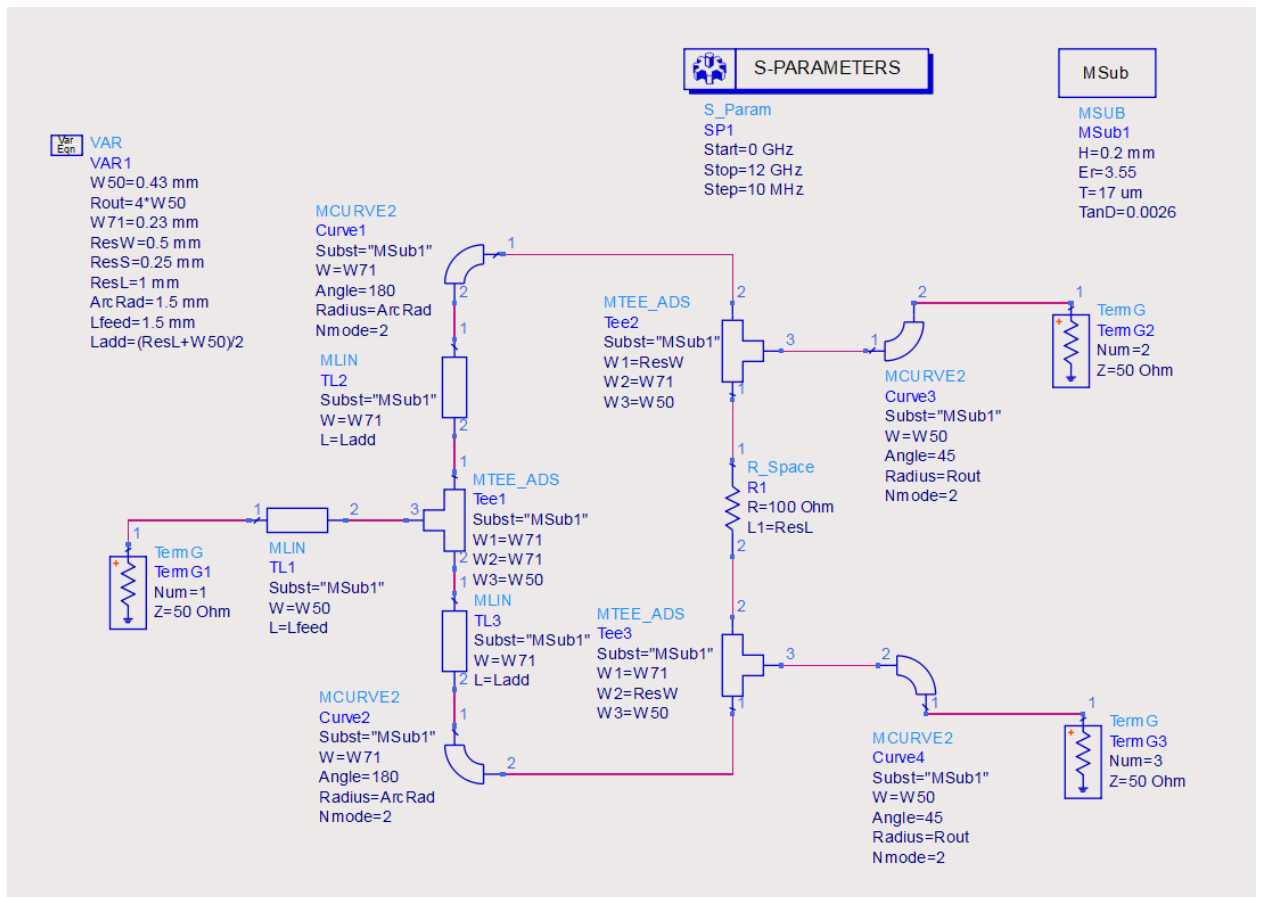 S-PARAMETERS
S_Param
SP1
Start=0 GHz
Stop=12 GHz
Step=10 MHz
MSub
MSUB
MSub1
H=0.2 mm
Er=3.55
T=17 um
TanD=0.0026
Var
Eqn
VAR
VAR1
W50=0.43 mm
Rout=4*W50
W71=0.23 mm
ResW=0.5 mm
ResS=0.25 mm
ResL=1 mm
ArcRad=1.5 mm
Lfeed=1.5 mm
Ladd=(ResL+W50)/2
MCURVE2
Curve1
Subst="MSub1"
W=W71
Angle=180
Radius=ArcRad
Nmode=2
1
2
1
MLIN
TL2
Subst="MSub1"
W=W71
L=Ladd
2
1
MTEE_ADS
Tee1
Subst="MSub1"
W1=W71
W2=W71
W3=W50
3
2
1
2
MLIN
TL1
Subst="MSub1"
W=W50
L=Lfeed
1
TermG
TermG1
Num=1
Z=50 Ohm
1
MLIN
TL3
Subst="MSub1"
W=W71
L=Ladd
2
1
MCURVE2
Curve2
Subst="MSub1"
W=W71
Angle=180
Radius=ArcRad
Nmode=2
2
MTEE_ADS
Tee2
Subst="MSub1"
W1=ResW
W2=W71
W3=W50
2
3
1
1
R_Space
R1
R=100 Ohm
L1=ResL
2
MTEE_ADS
Tee3
Subst="MSub1"
W1=W71
W2=ResW
W3=W50
2
3
1
1
2
MCURVE2
Curve3
Subst="MSub1"
W=W50
Angle=45
Radius=Rout
Nmode=2
1
TermG
TermG2
Num=2
Z=50 Ohm
2
1
MCURVE2
Curve4
Subst="MSub1"
W=W50
Angle=45
Radius=Rout
Nmode=2
1
TermG
TermG3
Num=3
Z=50 Ohm